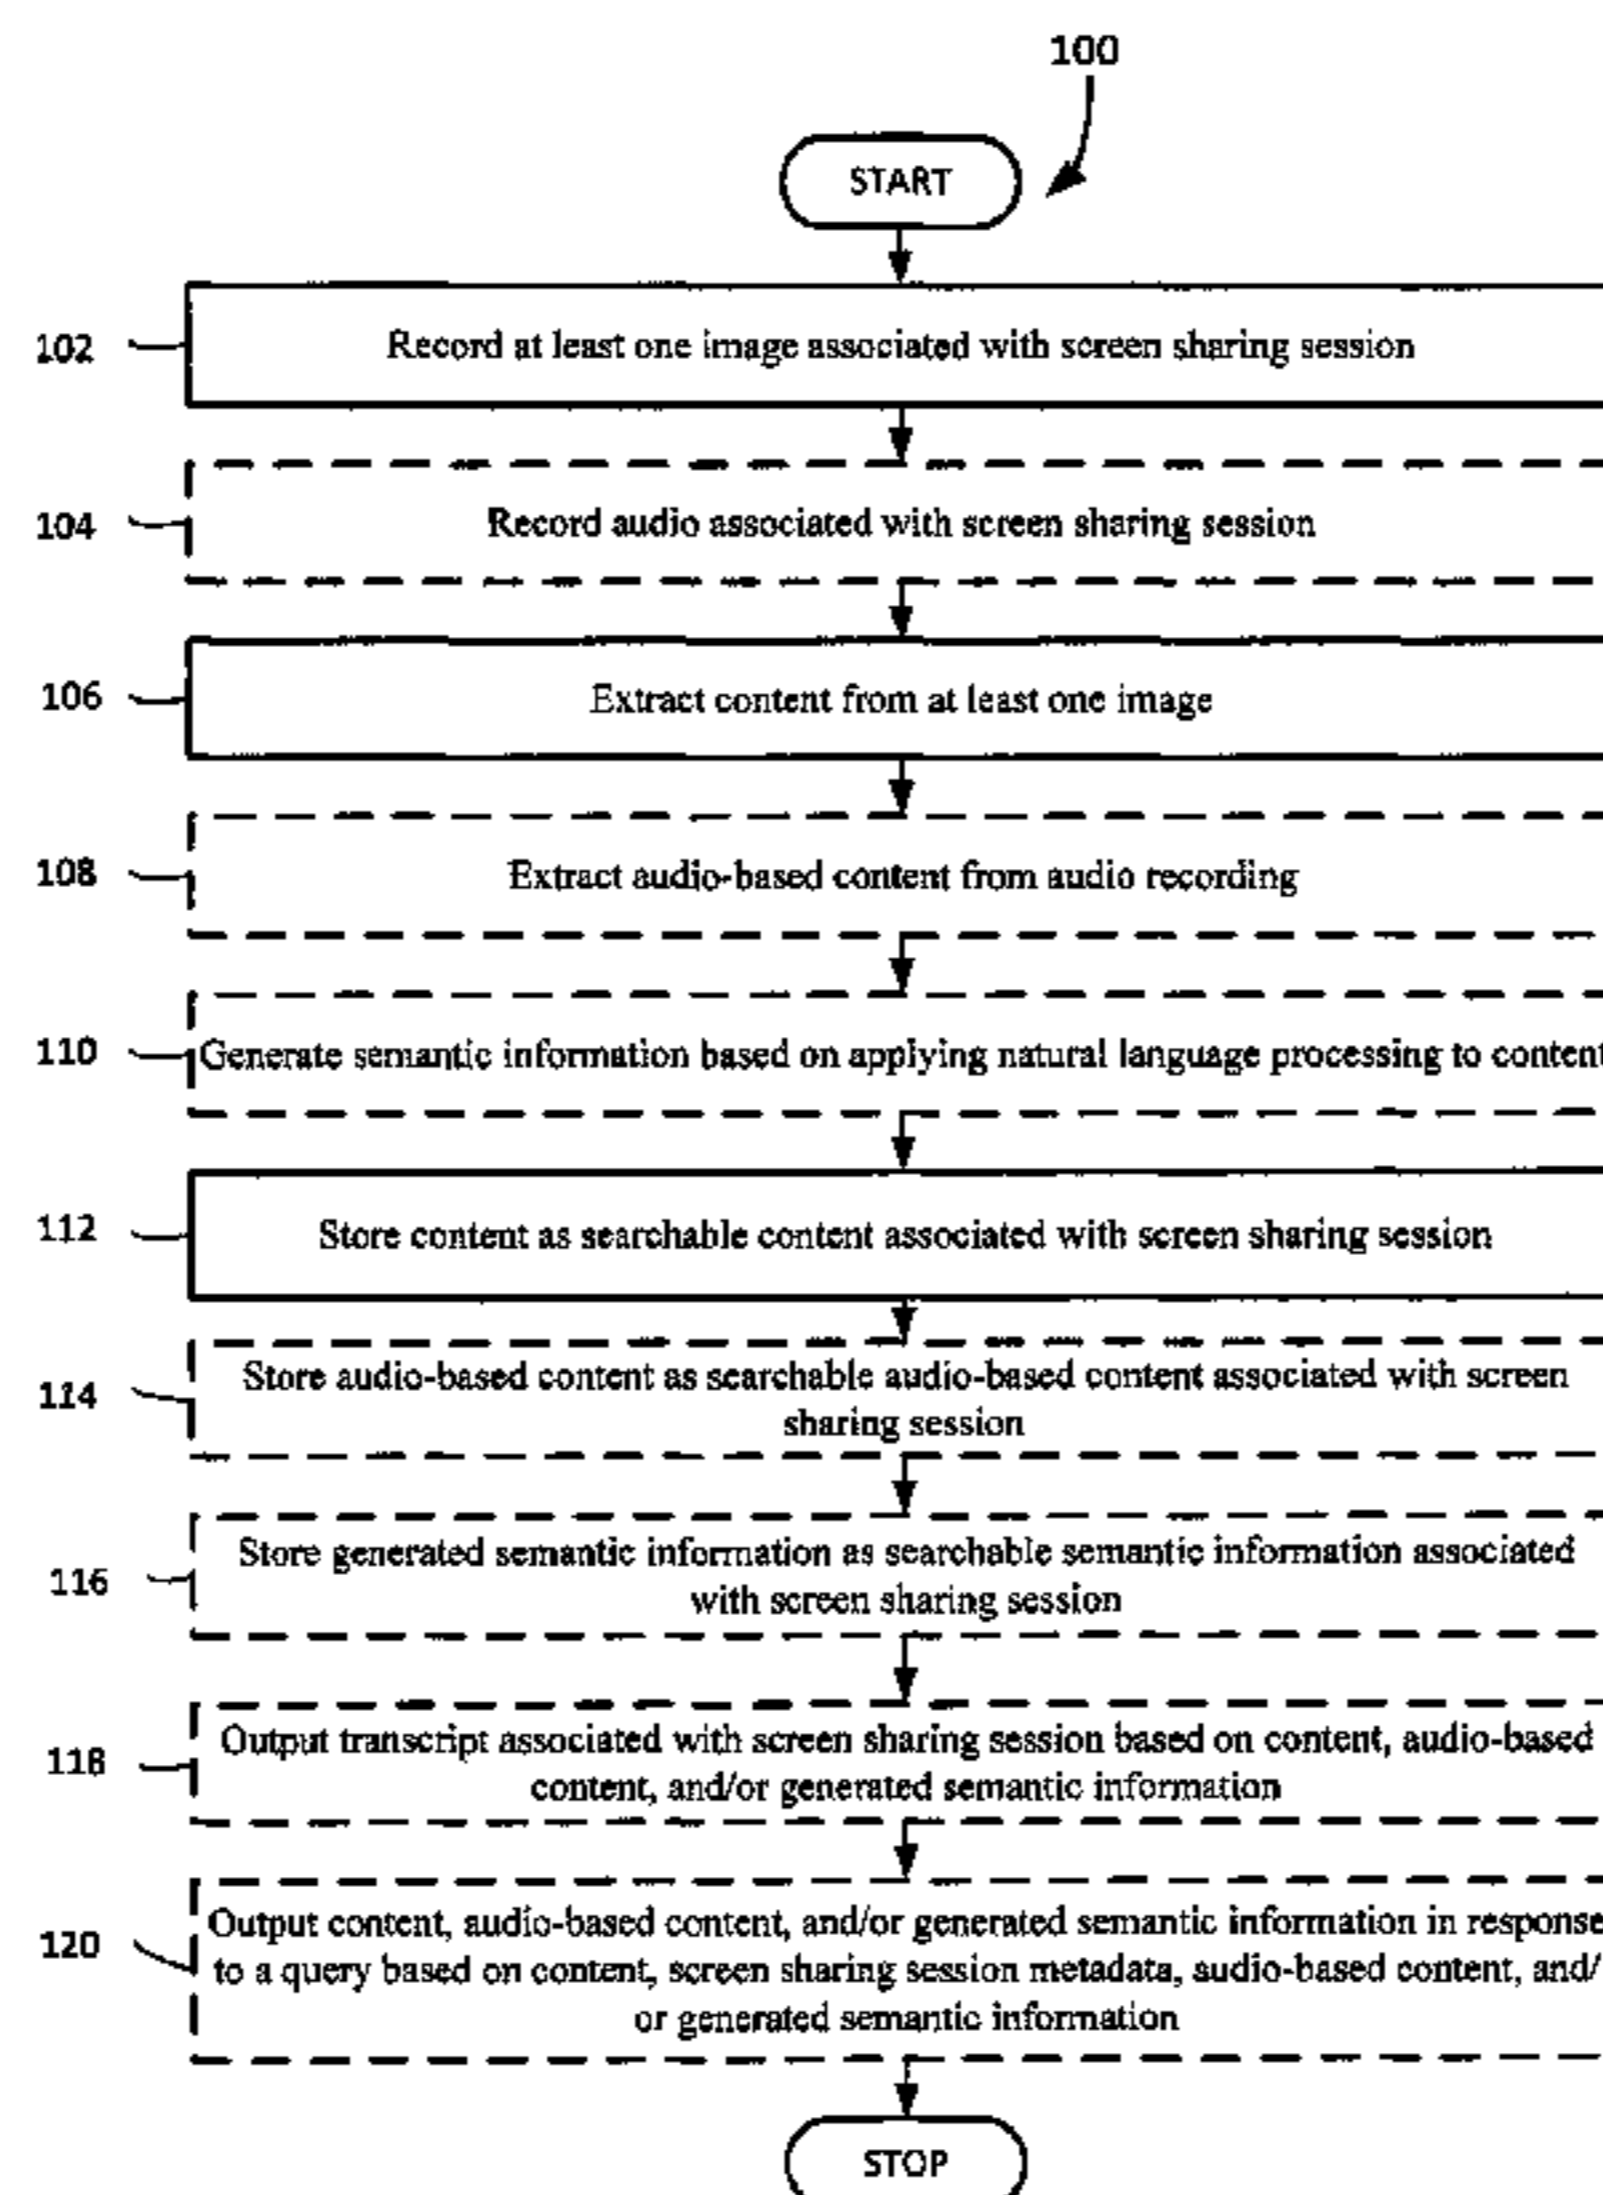 100
START
102
Record at least one image associated with screen sharing session
104
Record audio associated with screen sharing session
106
Extract content from at least one image
108
Extract audio-based content from audio recording
110
Generate semantic information based on applying natural language processing to content
112
Store content as searchable content associated with screen sharing session
114
Store audio-based content as searchable audio-based content associated with screen
sharing session
116
Store generated semantic information as searchable semantic information associated
with screen sharing session
118
Output transcript associated with screen sharing session based on content, audio-based
content, and/or generated semantic information
120
Output content, audio-based content, and/or generated semantic information in response
to a query based on content, screen sharing session metadata, audio-based content, and/
or generated semantic information
STOP